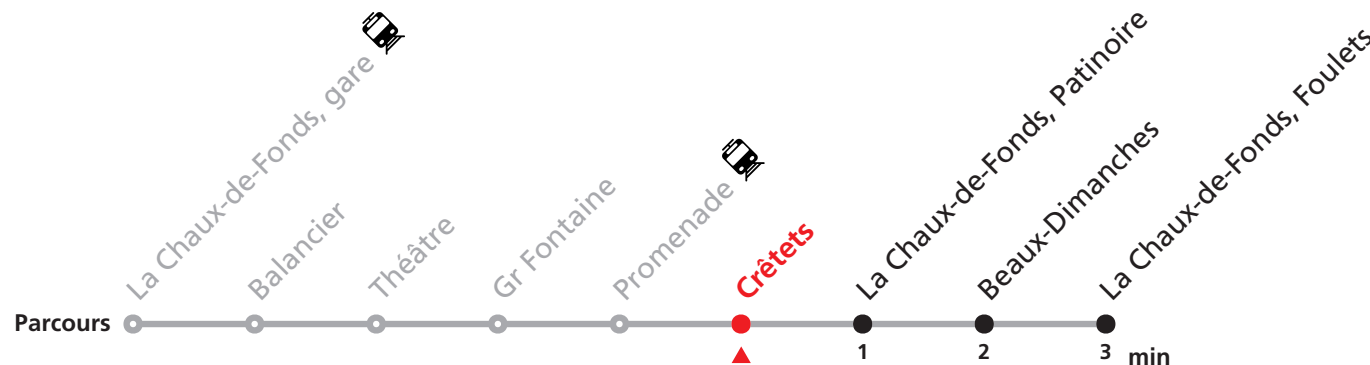 La Chaux-de-Fonds, gare
Balancier
Théâtre
Gr Fontaine
Promenade
Crêtets
La Chaux-de-Fonds, Patinoire
Beaux-Dimanches
La Chaux-de-Fonds, Foulets
Parcours
1 2 3 min